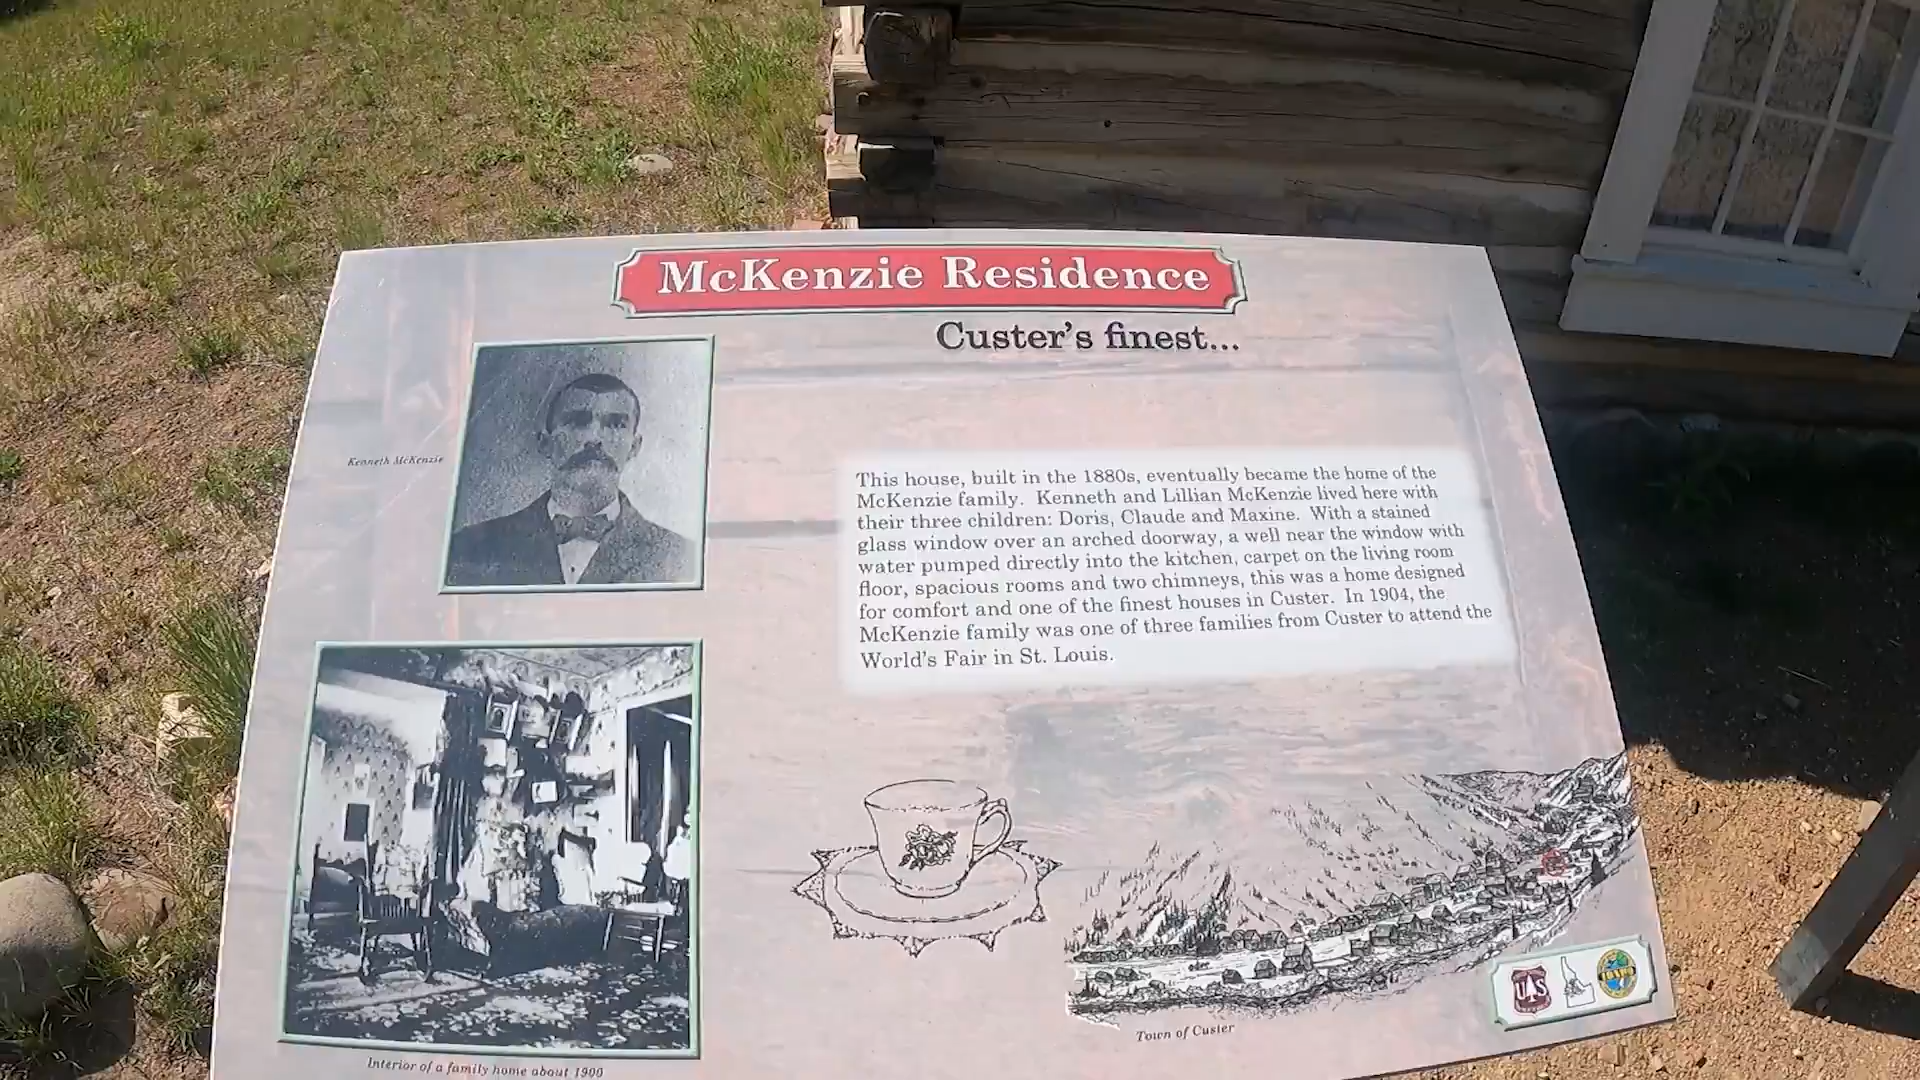 McKenzie Residence
Custer's finest...
Kenneth McKenzie
This house, built in the 1880s, eventually became the home of the
McKenzie family. Kenneth and Lillian McKenzie lived here with
their three children: Doris, Claude and Maxine. With a stained
glass window over an arched doorway, a well near the window with
water pumped directly into the kitchen, carpet on the living room
floor, spacious rooms and two chimneys, this was a home designed
for comfort and one of the finest houses in Custer. In 1904, the
McKenzie family was one of three families from Custer to attend the
World's Fair in St. Louis.
Interior of a family home about 1900
Town of Custer
UAS